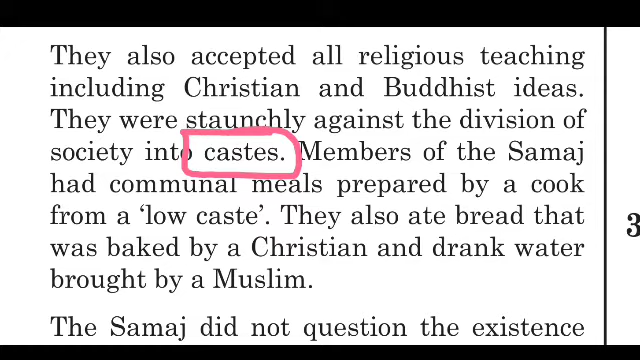 They also accepted all religious teaching
including Christian and Buddhist ideas.
They were staunchly against the division of
society into castes. Members of the Samaj
had communal meals prepared by a cook
from a ‘low caste’. They also ate bread that
was baked by a Christian and drank water
brought by a Muslim.
The Samaj did not question the existence
3